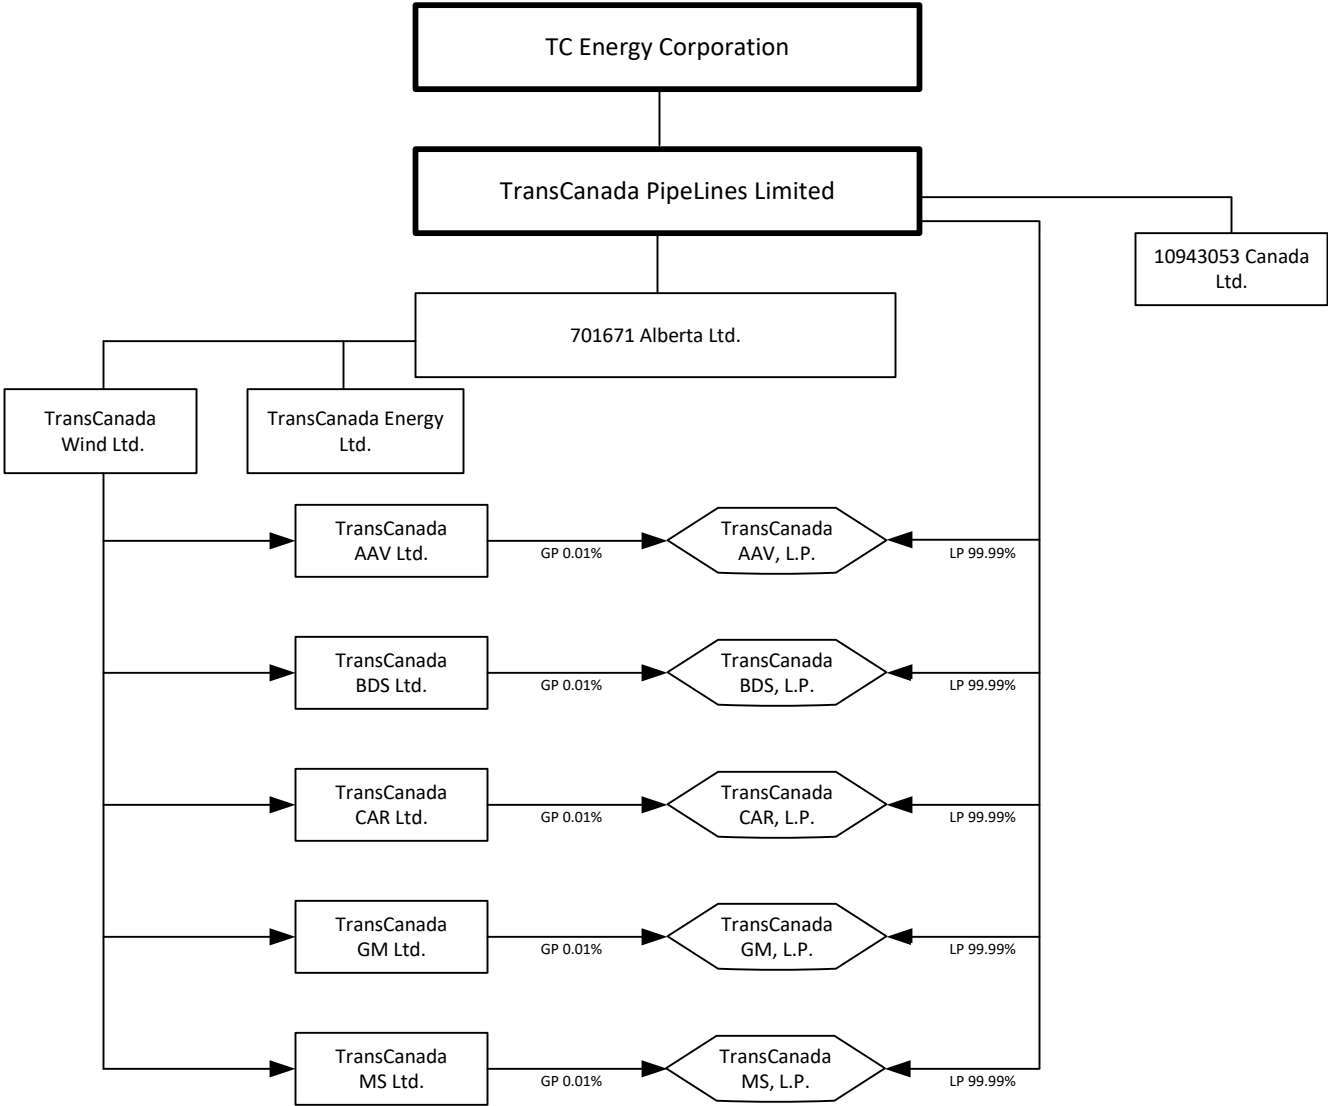 TC Energy Corporation
TransCanada PipeLines Limited
10943053 Canada
Ltd.
701671 Alberta Ltd.
TransCanada
Wind Ltd.
TransCanada Energy
Ltd.
TransCanada
AAV Ltd.
GP 0.01%
TransCanada
AAV, L.P.
LP 99.99%
TransCanada
BDS Ltd.
GP 0.01%
TransCanada
BDS, L.P.
LP 99.99%
TransCanada
CAR Ltd.
GP 0.01%
TransCanada
CAR, L.P.
LP 99.99%
TransCanada
GM Ltd.
GP 0.01%
TransCanada
GM, L.P.
LP 99.99%
TransCanada
MS Ltd.
GP 0.01%
TransCanada
MS, L.P.
LP 99.99%